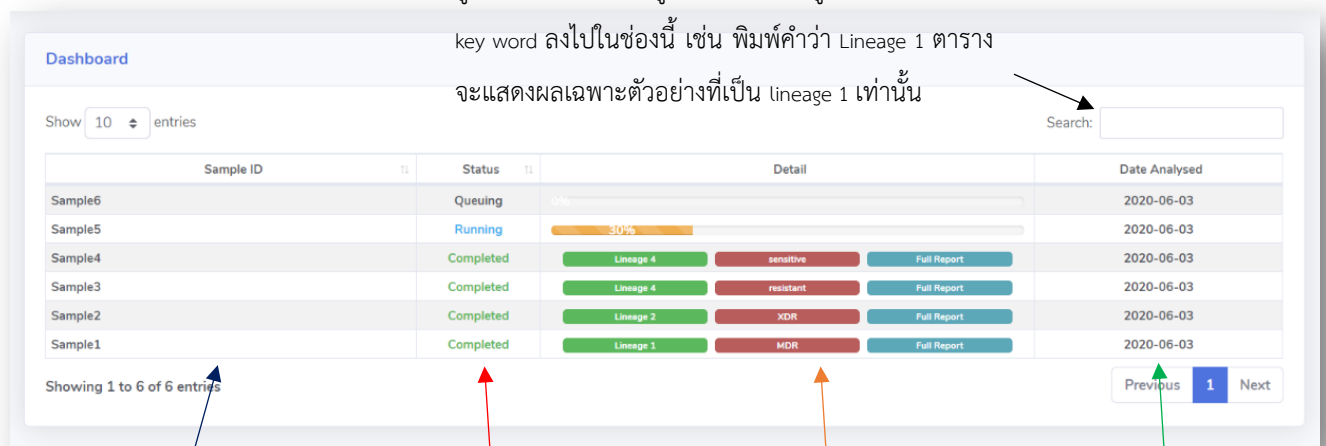 key word ลงไปในช่องนี้ เช่น พิมพ์คำว่า Lineage 1 ตาราง
Dashboard
จะแสดงผลเฉพาะตัวอย่างที่เป็น lineage 1 เท่านั้น
Show 10 entries
Search:
Sample ID Status Detail Date Analysed
Sample6 Queuing 0% 2020-06-03
Sample5 Running 30% 2020-06-03
Sample4 Completed Lineage 4 sensitive Full Report 2020-06-03
Sample3 Completed Lineage 4 resistant Full Report 2020-06-03
Sample2 Completed Lineage 2 XDR Full Report 2020-06-03
Sample1 Completed Lineage 1 MDR Full Report 2020-06-03
Showing 1 to 6 of 6 entries
Previous 1 Next